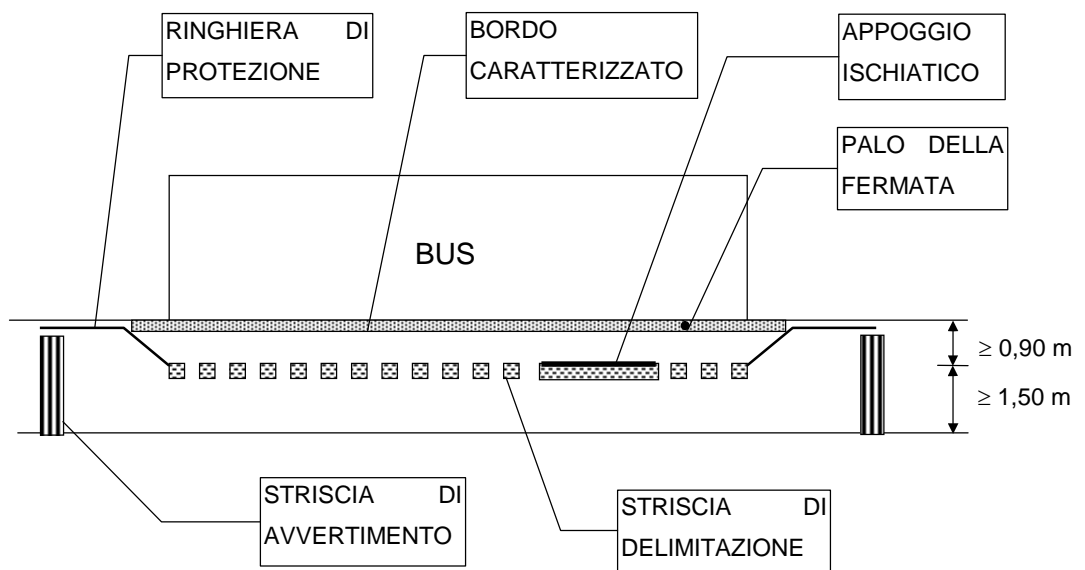 RINGHIERA DI
PROTEZIONE
BORDO
CARATTERIZZATO
APPOGGIO
ISCHIATICO
PALO DELLA
FERMATA
BUS
≥ 0,90 m
≥ 1,50 m
STRISCIA DI
AVVERTIMENTO
STRISCIA DI
DELIMITAZIONE